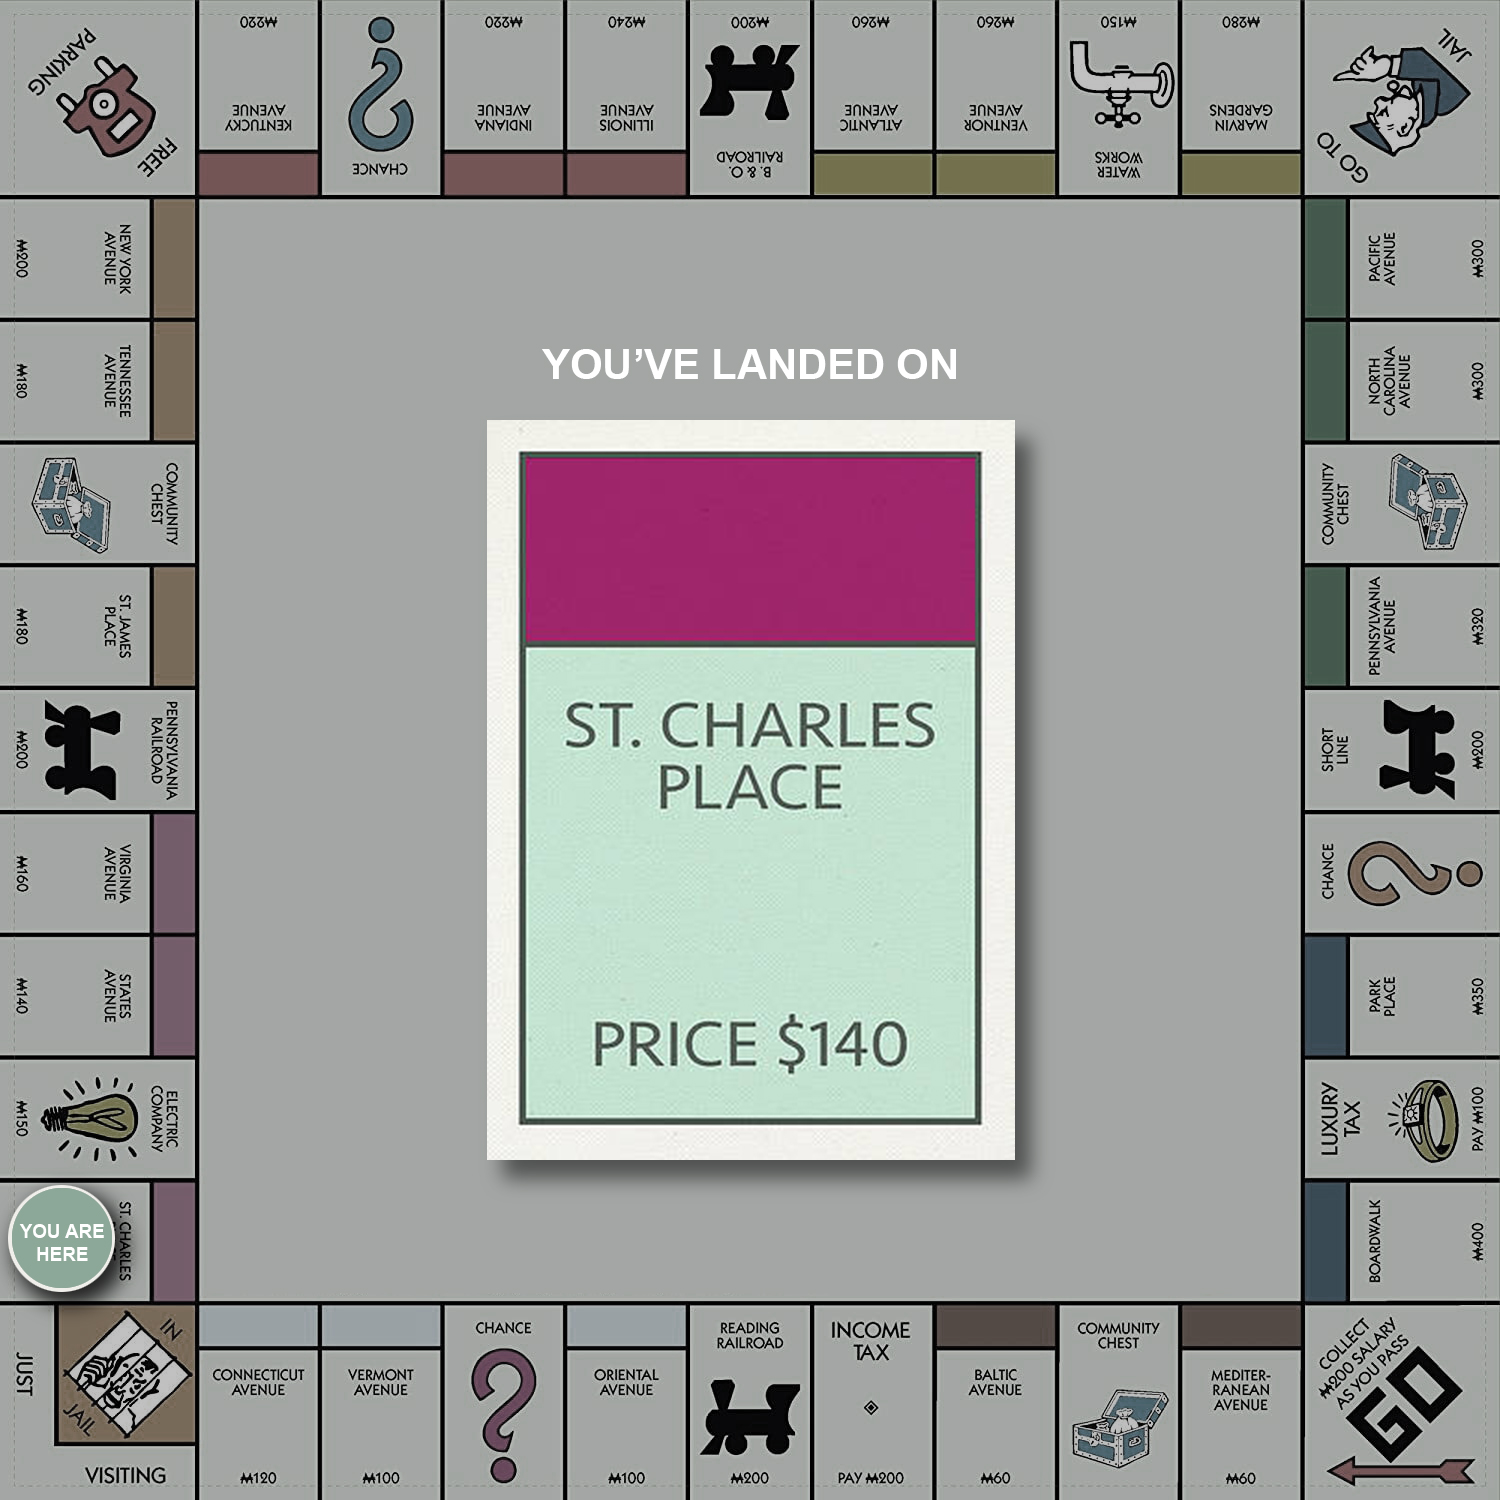 PARKING
FREE
₩220
KENTUCKY
AVENUE
CHANCE
₩220
INDIANA
AVENUE
₩240
ILLINOIS
AVENUE
₩200
B. & O.
RAILROAD
₩260
ATLANTIC
AVENUE
₩260
VENTNOR
AVENUE
₩150
WATER
WORKS
₩280
MARVIN
GARDENS
GO TO
JAIL
NEW YORK
AVENUE
₩200
TENNESSEE
AVENUE
₩180
COMMUNITY
CHEST
ST. JAMES
PLACE
₩180
PENNSYLVANIA
RAILROAD
₩200
VIRGINIA
AVENUE
₩160
STATES
AVENUE
₩140
ELECTRIC
COMPANY
₩150
ST. CHARLES
YOU ARE
HERE
YOU'VE LANDED ON
ST. CHARLES
PLACE
PRICE $140
PACIFIC
AVENUE
₩300
NORTH
CAROLINA
AVENUE
₩300
COMMUNITY
CHEST
PENNSYLVANIA
AVENUE
₩320
SHORT
LINE
₩200
CHANCE
PARK
PLACE
₩350
LUXURY
TAX
PAY ₩100
BOARDWALK
₩400
JUST
VISITING
IN
JAIL
CONNECTICUT
AVENUE
₩120
VERMONT
AVENUE
₩100
CHANCE
ORIENTAL
AVENUE
₩100
READING
RAILROAD
₩200
INCOME
TAX
PAY ₩200
BALTIC
AVENUE
₩60
COMMUNITY
CHEST
MEDITER-
RANEAN
AVENUE
₩60
COLLECT
₩200 SALARY
AS YOU PASS
GO